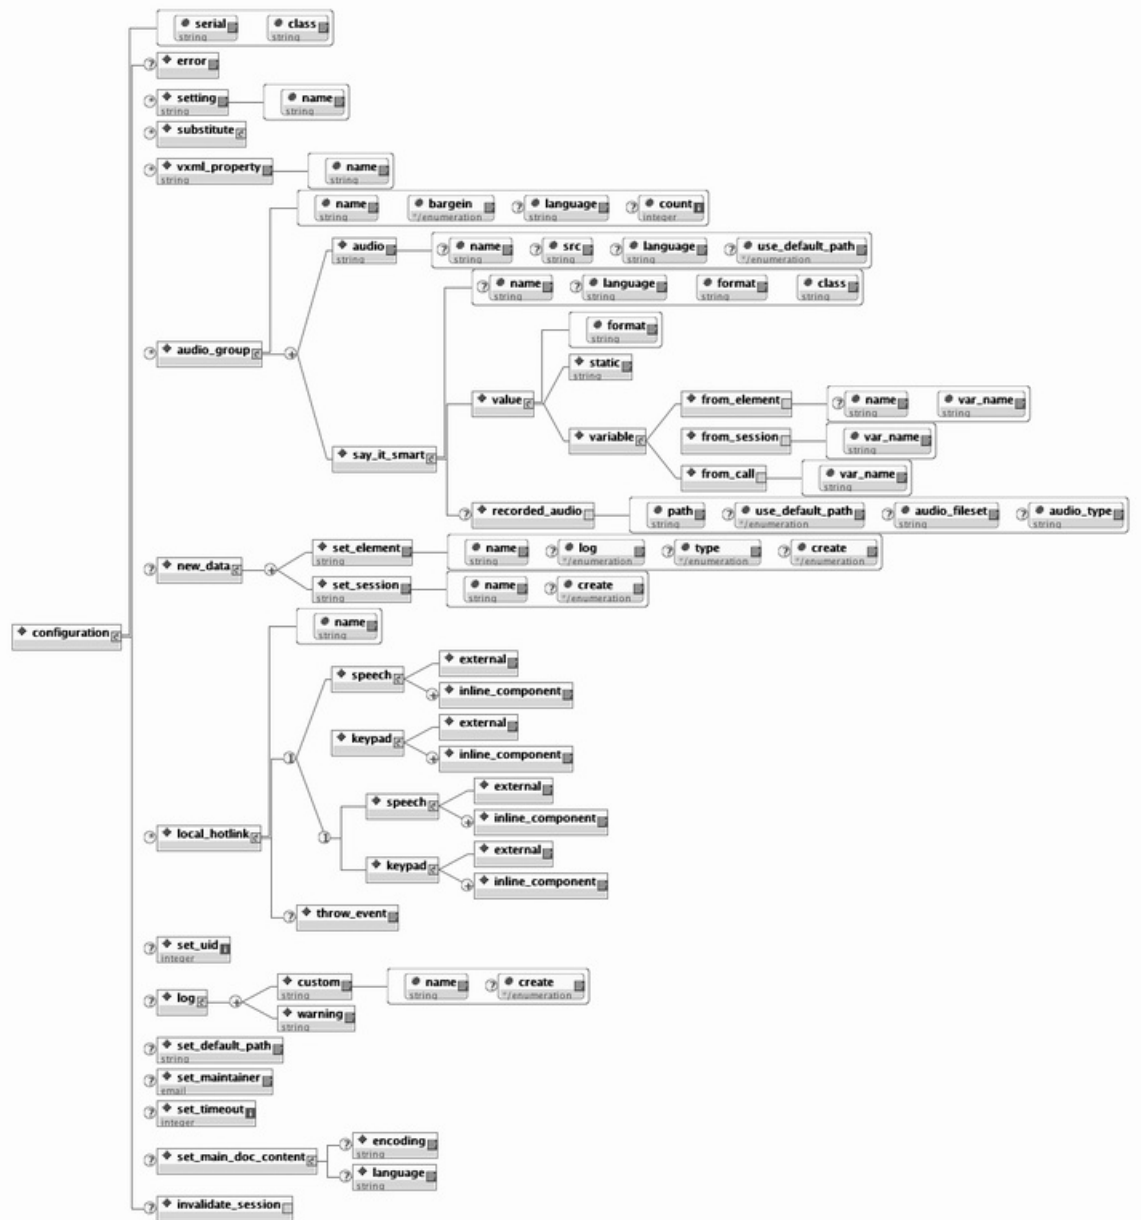 serial class
string string
error
setting name
string string
substitute
vxml_property name
string string
name bargein language count
string */enumeration string integer
audio name src language use_default_path
string string string string */enumeration
name language format class
string string string string
format
string
audio_group
static
string
value from_element name var_name
string string
variable from_session var_name
string
say_it_smart from_call var_name
string
recorded_audio path use_default_path audio_fileset audio_type
string */enumeration string string
set_element name log type create
string string */enumeration */enumeration */enumeration
new_data
set_session name create
string string */enumeration
name
string
configuration
speech external
inline_component
keypad external
inline_component
speech external
inline_component
local_hotlink
keypad external
inline_component
throw_event
set_uid
integer
custom name create
string string */enumeration
log
warning
string
set_default_path
string
set_maintainer
email
set_timeout
integer
encoding
string
set_main_doc_content
language
string
invalidate_session